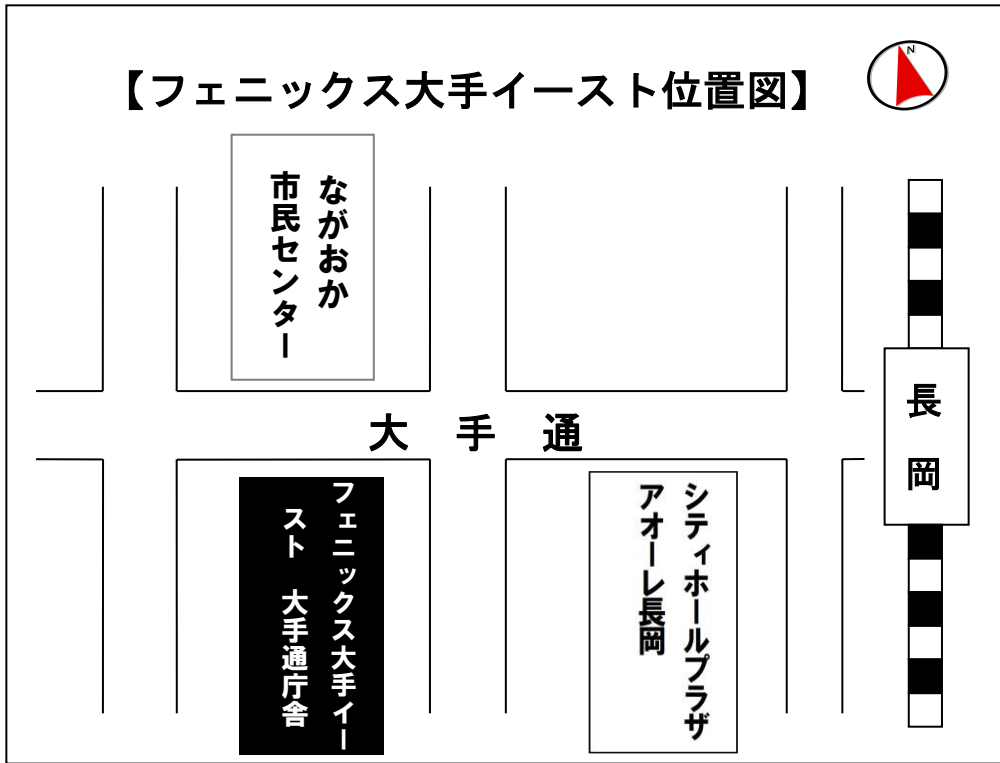 【フェニックス大手イースト位置図】
N
ながおか
市民センター
大手通
長岡
フェニックス大手イー
スト 大手通庁舎
シティホールプラザ
アオーレ長岡